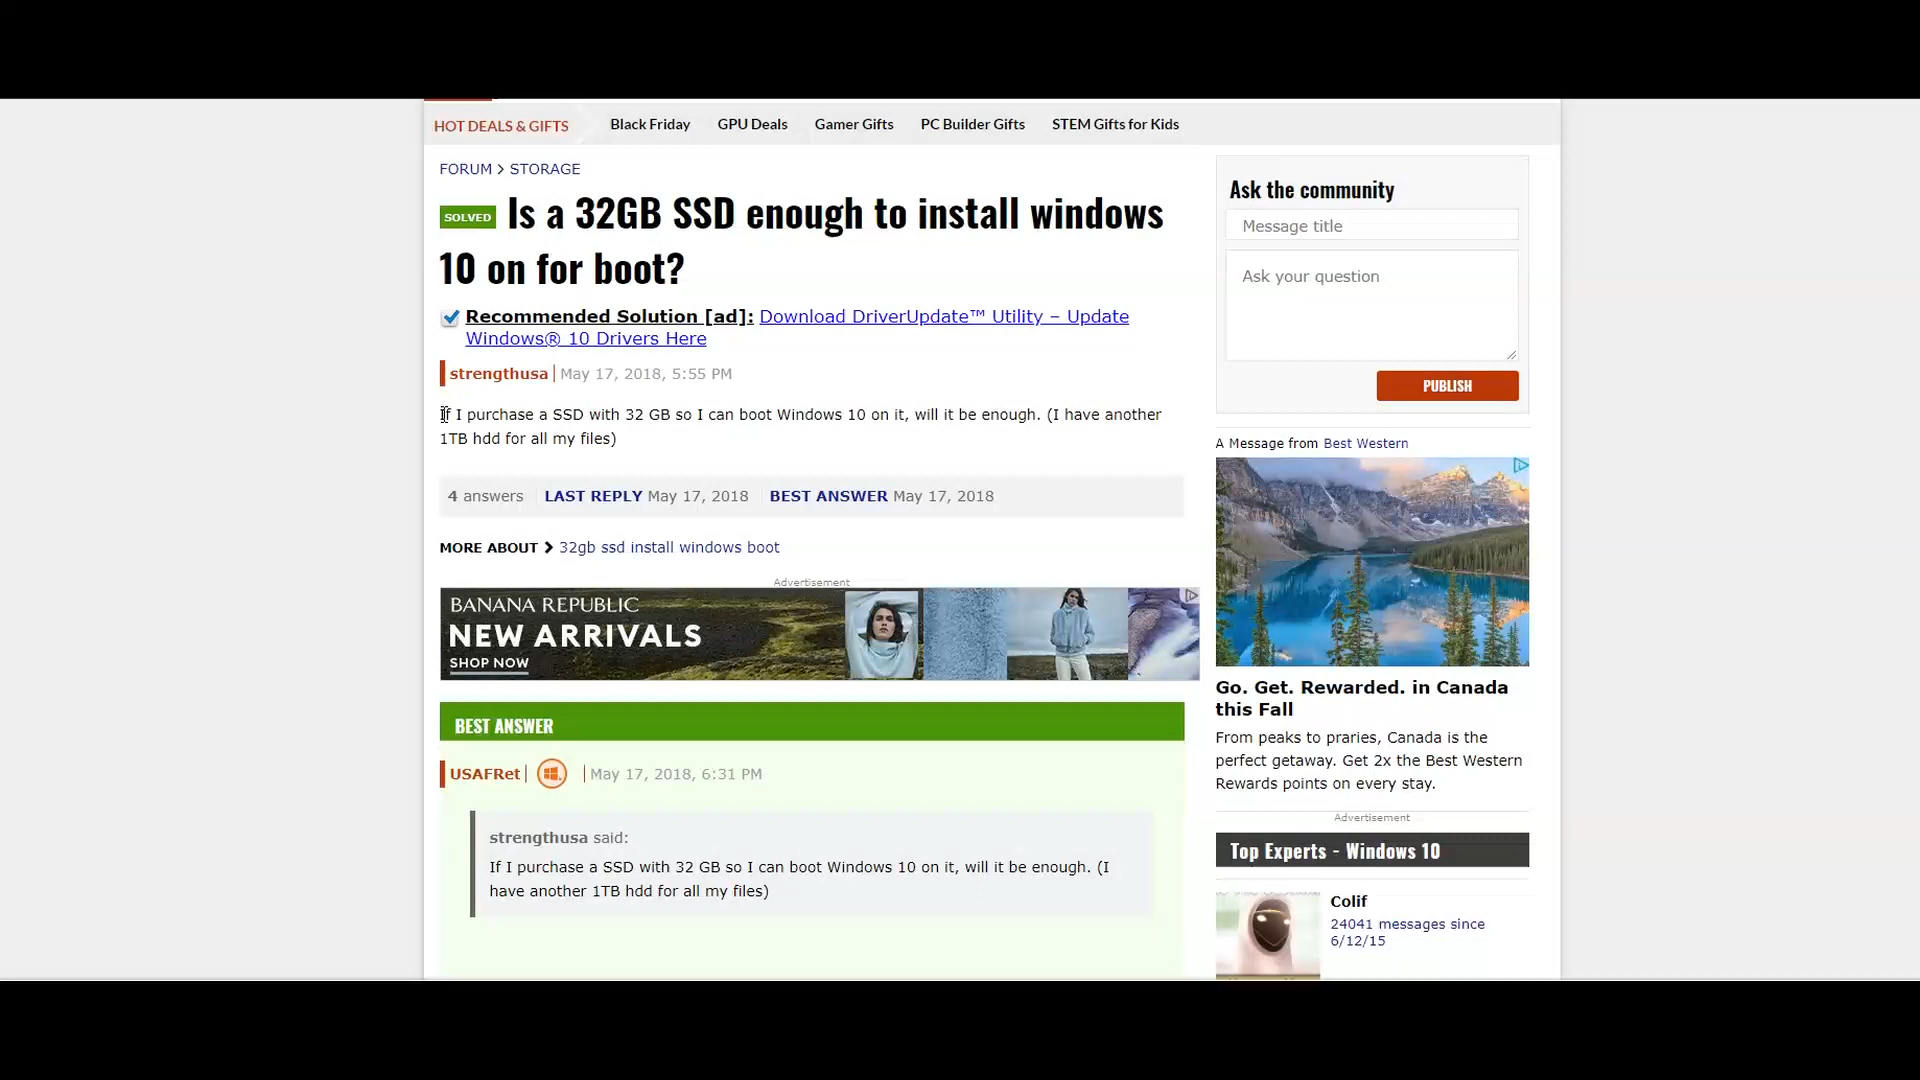 HOT DEALS & GIFTS Black Friday GPU Deals Gamer Gifts PC Builder Gifts STEM Gifts for Kids
FORUM > STORAGE
SOLVED Is a 32GB SSD enough to install windows
10 on for boot?
Recommended Solution [ad]: Download DriverUpdate™ Utility – Update
Windows® 10 Drivers Here
strengthusa May 17, 2018, 5:55 PM
If I purchase a SSD with 32 GB so I can boot Windows 10 on it, will it be enough. (I have another
1TB hdd for all my files)
4 answers LAST REPLY May 17, 2018 BEST ANSWER May 17, 2018
MORE ABOUT > 32gb ssd install windows boot
Advertisement
BANANA REPUBLIC
NEW ARRIVALS
SHOP NOW
BEST ANSWER
USAFRet May 17, 2018, 6:31 PM
strengthusa said:
If I purchase a SSD with 32 GB so I can boot Windows 10 on it, will it be enough. (I
have another 1TB hdd for all my files)
Ask the community
Message title
Ask your question
PUBLISH
A Message from Best Western
Go. Get. Rewarded. in Canada
this Fall
From peaks to praries, Canada is the
perfect getaway. Get 2x the Best Western
Rewards points on every stay.
Advertisement
Top Experts - Windows 10
Colif
24041 messages since
6/12/15